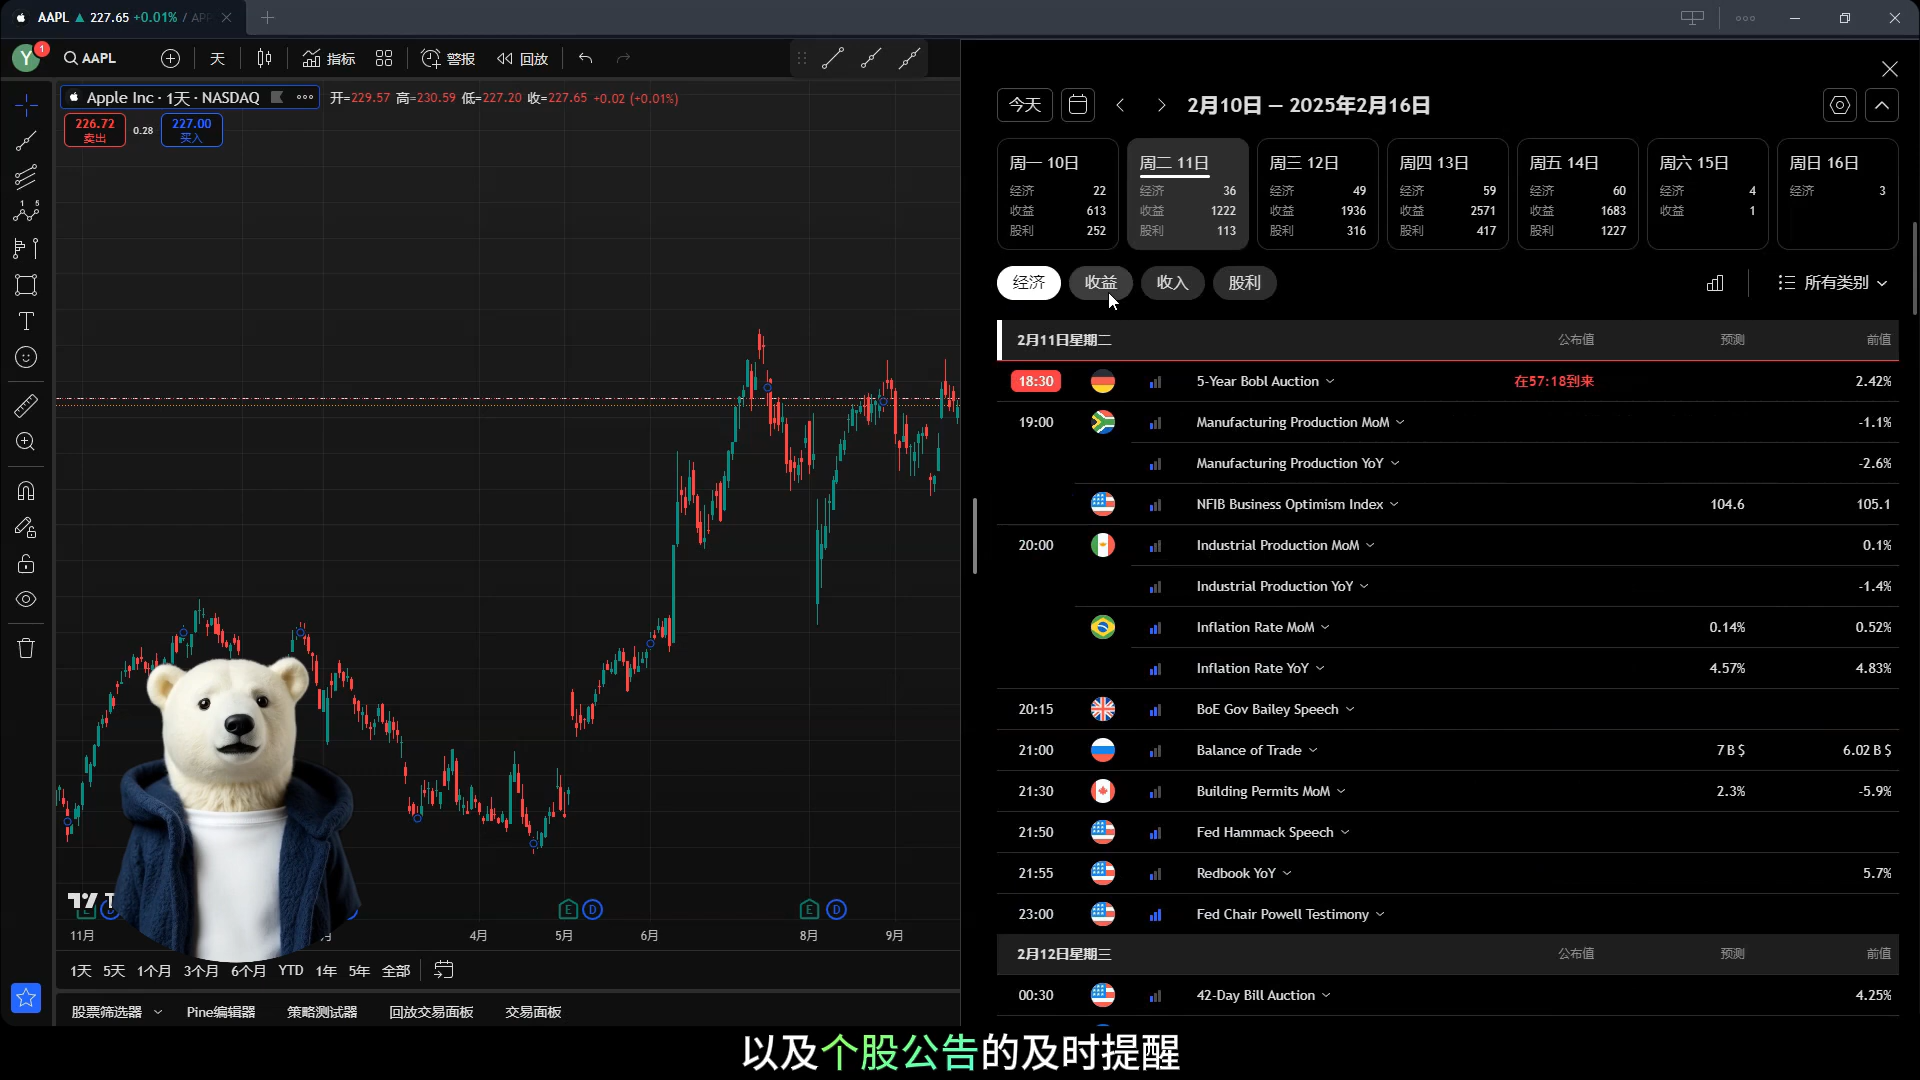 AAPL ▲ 227.65 +0.01% / APP
Y 1 AAPL 天 指标 警报 回放
Apple Inc · 1天 · NASDAQ 开=229.57 高=230.59 低=227.20 收=227.65 +0.02 (+0.01%)
226.72 0.28 227.00
卖出 买入
11月 4月 5月 6月 8月 9月
E D E D
1天 5天 1个月 3个月 6个月 YTD 1年 5年 全部
股票筛选器 Pine编辑器 策略测试器 回放交易面板 交易面板
今天 2月10日 — 2025年2月16日
周一 10日
经济 22
收益 613
股利 252
周二 11日
经济 36
收益 1222
股利 113
周三 12日
经济 49
收益 1936
股利 316
周四 13日
经济 59
收益 2571
股利 417
周五 14日
经济 60
收益 1683
股利 1227
周六 15日
经济 4
收益 1
周日 16日
经济 3
经济 收益 收入 股利 所有类别
2月11日星期二 公布值 预测 前值
18:30 5-Year Bobl Auction 在57:18到来 2.42%
19:00 Manufacturing Production MoM -1.1%
Manufacturing Production YoY -2.6%
NFIB Business Optimism Index 104.6 105.1
20:00 Industrial Production MoM 0.1%
Industrial Production YoY -1.4%
Inflation Rate MoM 0.14% 0.52%
Inflation Rate YoY 4.57% 4.83%
20:15 BoE Gov Bailey Speech
21:00 Balance of Trade 7 B $ 6.02 B $
21:30 Building Permits MoM 2.3% -5.9%
21:50 Fed Hammack Speech
21:55 Redbook YoY 5.7%
23:00 Fed Chair Powell Testimony
2月12日星期三 公布值 预测 前值
00:30 42-Day Bill Auction 4.25%
以及个股公告的及时提醒